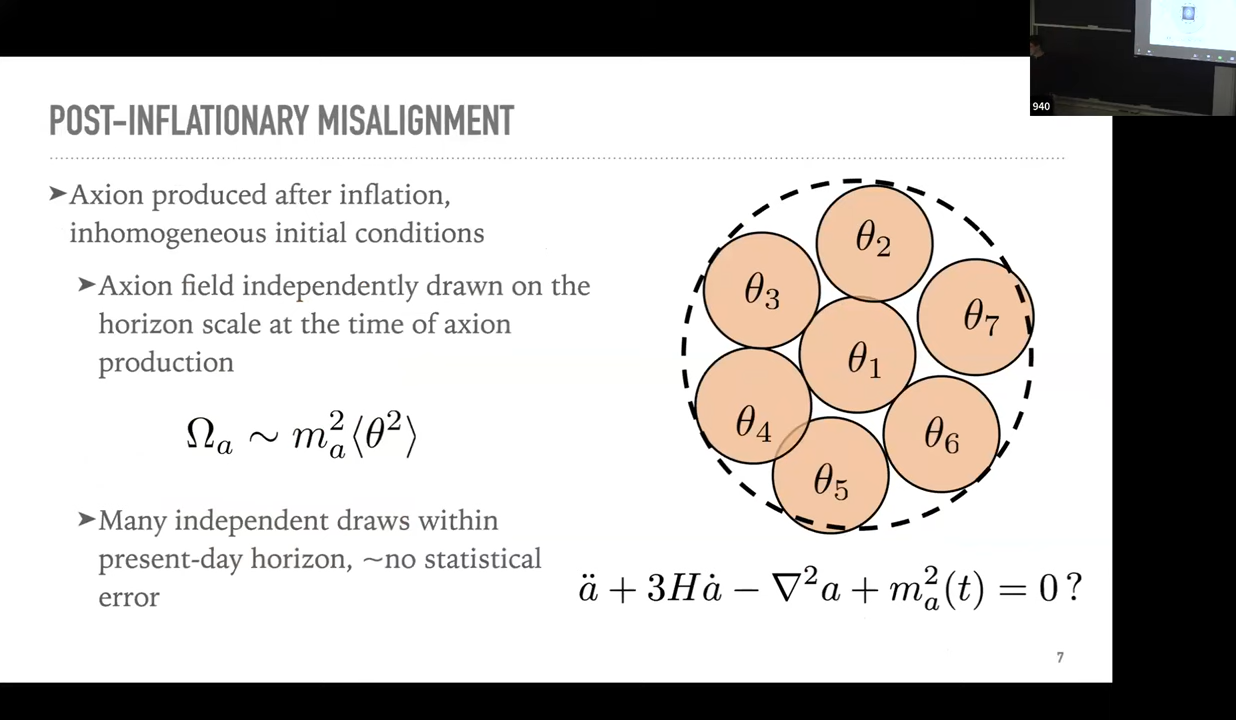 POST-INFLATIONARY MISALIGNMENT
➤Axion produced after inflation,
inhomogeneous initial conditions
➤Axion field independently drawn on the
horizon scale at the time of axion
production
Ωₐ ∼ mₐ²⟨θ²⟩
➤Many independent draws within
present-day horizon, ~no statistical
error
θ₂
θ₃
θ₇
θ₁
θ₄
θ₆
θ₅
ä + 3Hȧ − ∇²a + mₐ²(t) = 0 ?
7
940